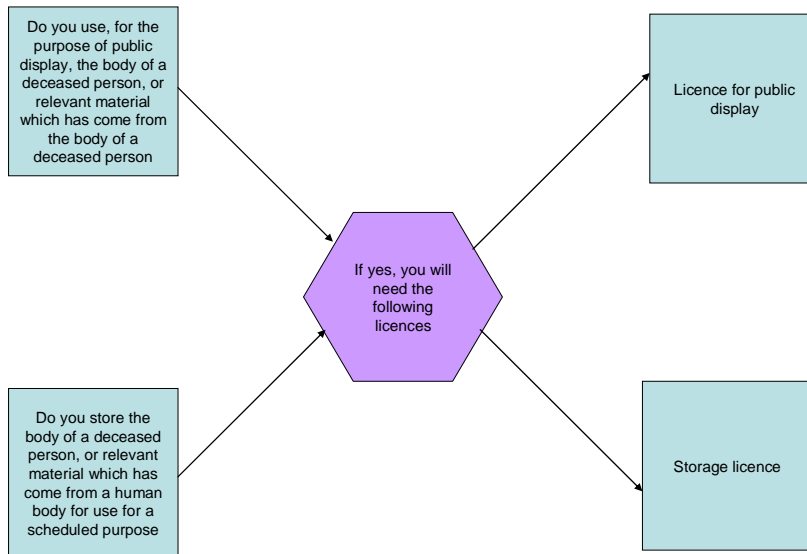 Do you use, for the
purpose of public
display, the body of a
deceased person, or
relevant material
which has come from
the body of a
deceased person
Licence for public
display
If yes, you will
need the
following
licences
Do you store the
body of a deceased
person, or relevant
material which has
come from a human
body for use for a
scheduled purpose
Storage licence